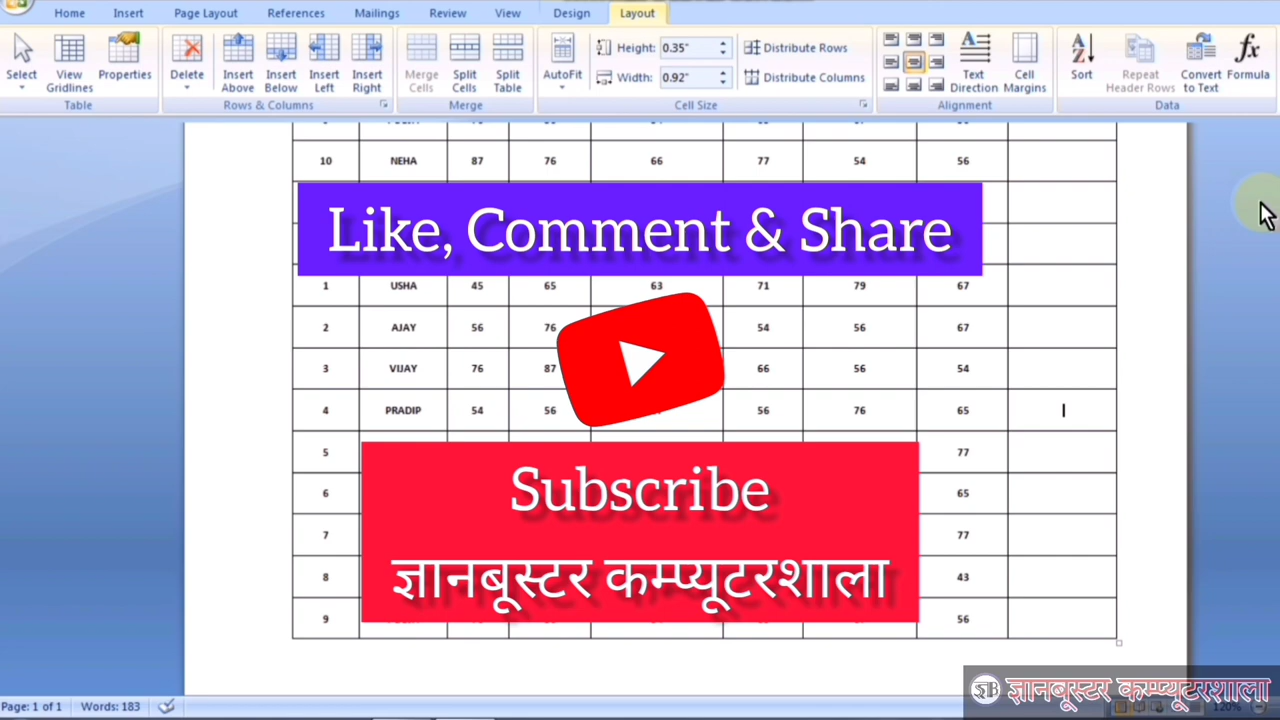 Home Insert Page Layout References Mailings Review View Design Layout
Select View Gridlines Properties Delete Insert Above Insert Below Insert Left Insert Right Merge Cells Split Cells Split Table AutoFit Height: 0.35" Width: 0.92" Distribute Rows Distribute Columns Text Direction Cell Margins Sort Repeat Header Rows Convert to Text Formula
Table Rows & Columns Merge Cell Size Alignment Data
10 NEHA 87 76 66 77 54 56
Like, Comment & Share
1 USHA 45 65 63 71 79 67
2 AJAY 56 76 54 56 67
3 VIJAY 76 87 66 56 54
4 PRADIP 54 56 56 76 65
5 77
Subscribe
6 65
7 77
ज्ञानबूस्टर कम्प्यूटरशाला
8 43
9 56
ज्ञानबूस्टर कम्प्यूटरशाला
Page: 1 of 1 Words: 183 120%